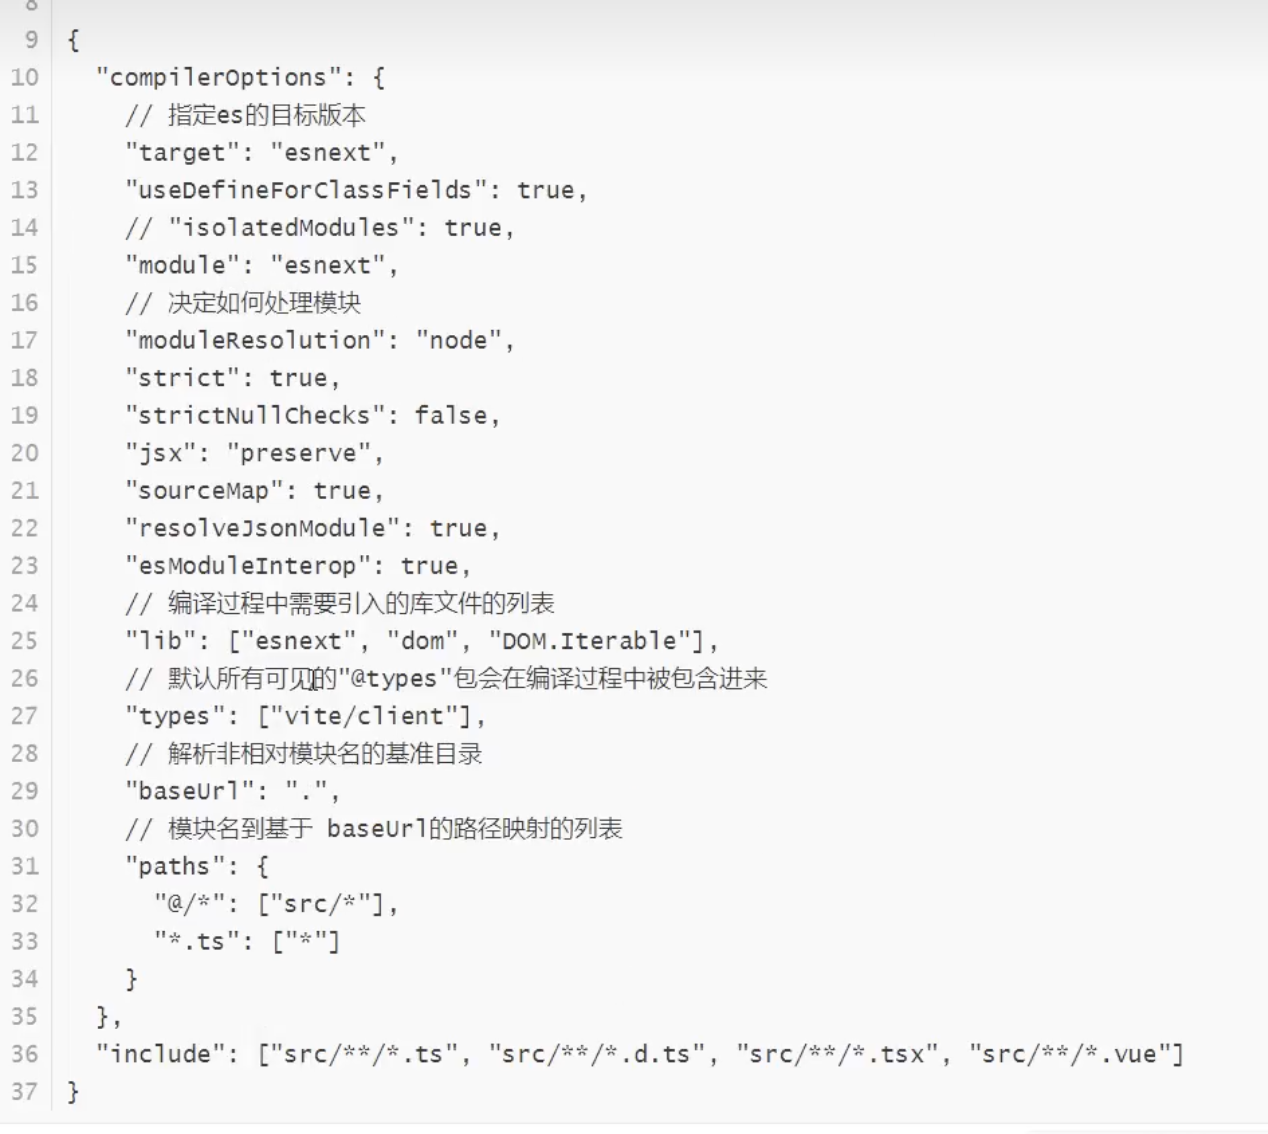 8
9 {
10 "compilerOptions": {
11 // 指定es的目标版本
12 "target": "esnext",
13 "useDefineForClassFields": true,
14 // "isolatedModules": true,
15 "module": "esnext",
16 // 决定如何处理模块
17 "moduleResolution": "node",
18 "strict": true,
19 "strictNullChecks": false,
20 "jsx": "preserve",
21 "sourceMap": true,
22 "resolveJsonModule": true,
23 "esModuleInterop": true,
24 // 编译过程中需要引入的库文件的列表
25 "lib": ["esnext", "dom", "DOM.Iterable"],
26 // 默认所有可见的"@types"包会在编译过程中被包含进来
27 "types": ["vite/client"],
28 // 解析非相对模块名的基准目录
29 "baseUrl": ".",
30 // 模块名到基于 baseUrl的路径映射的列表
31 "paths": {
32 "@/*": ["src/*"],
33 "*.ts": ["*"]
34 }
35 },
36 "include": ["src/**/*.ts", "src/**/*.d.ts", "src/**/*.tsx", "src/**/*.vue"]
37 }